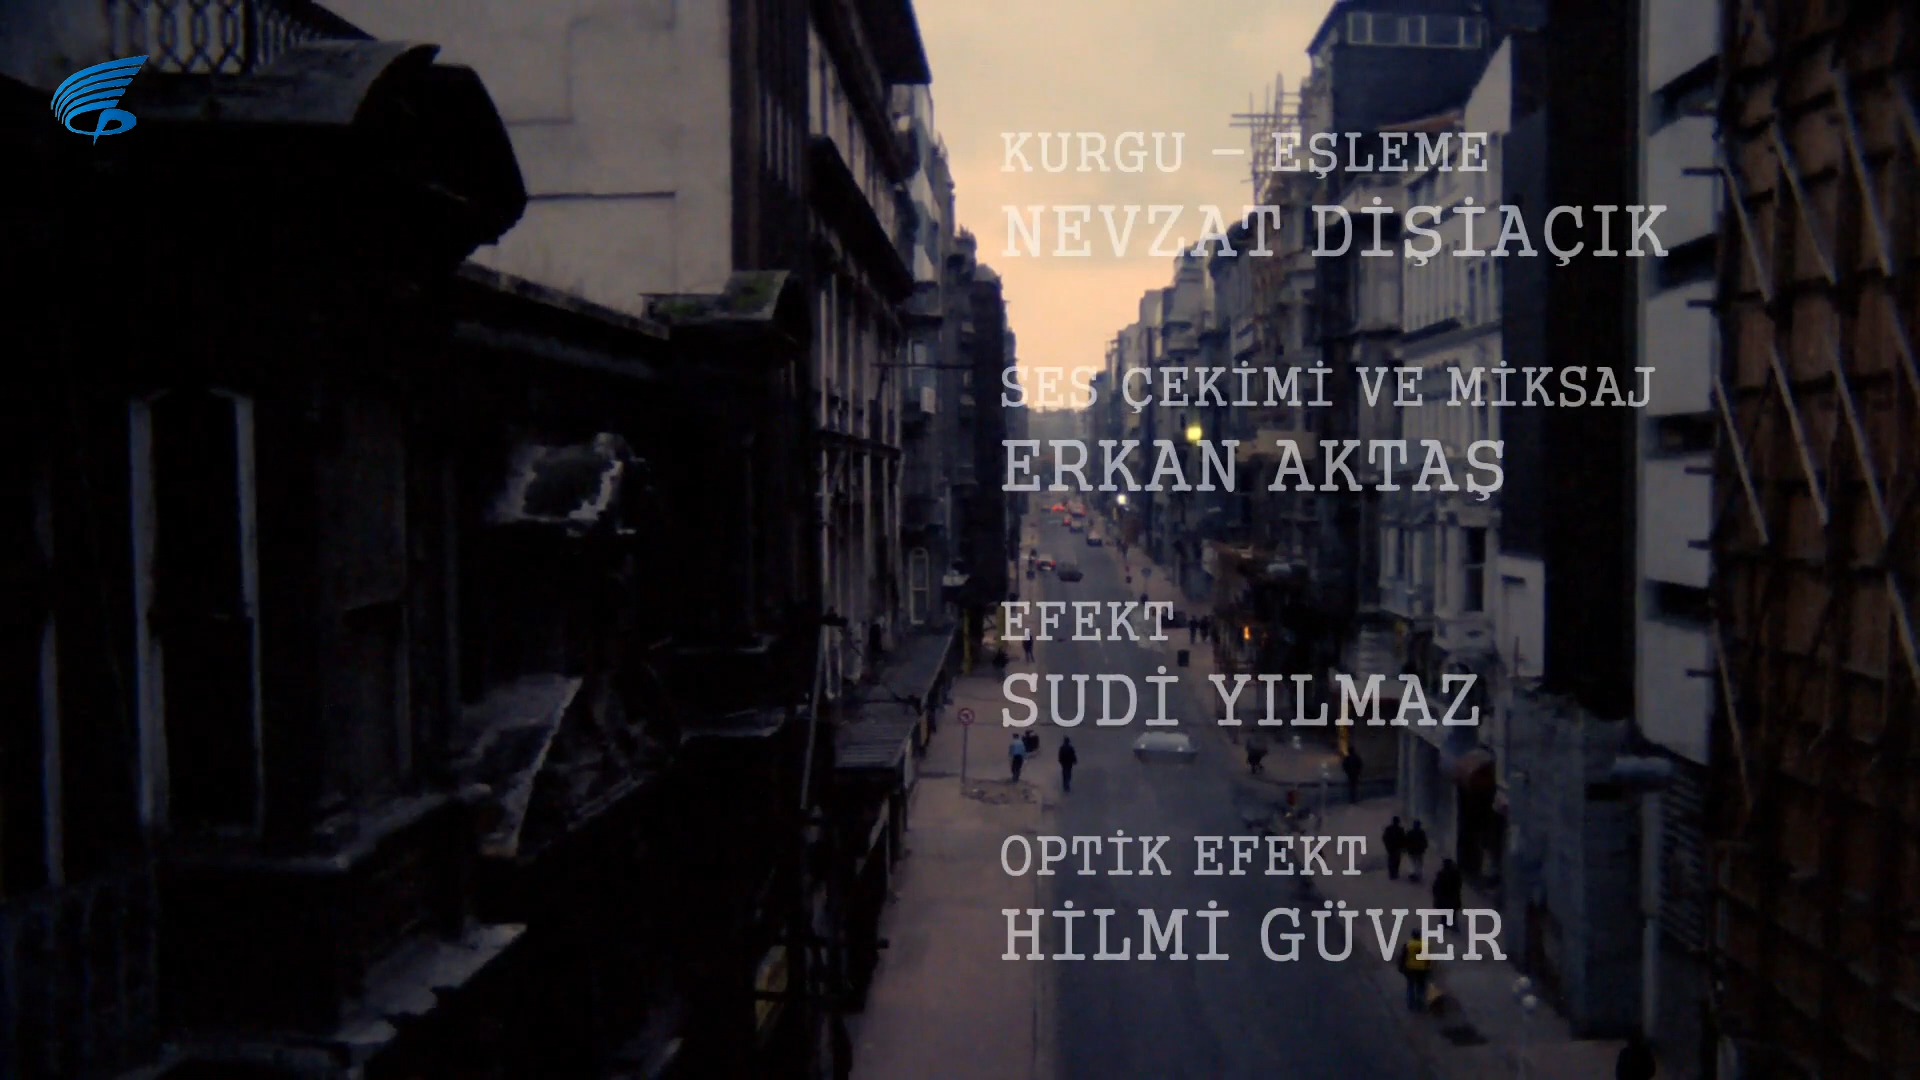 KURGU – EŞLEME
NEVZAT DİŞİAÇIK
SES ÇEKİMİ VE MİKSAJ
ERKAN AKTAŞ
EFEKT
SUDİ YILMAZ
OPTİK EFEKT
HİLMİ GÜVER